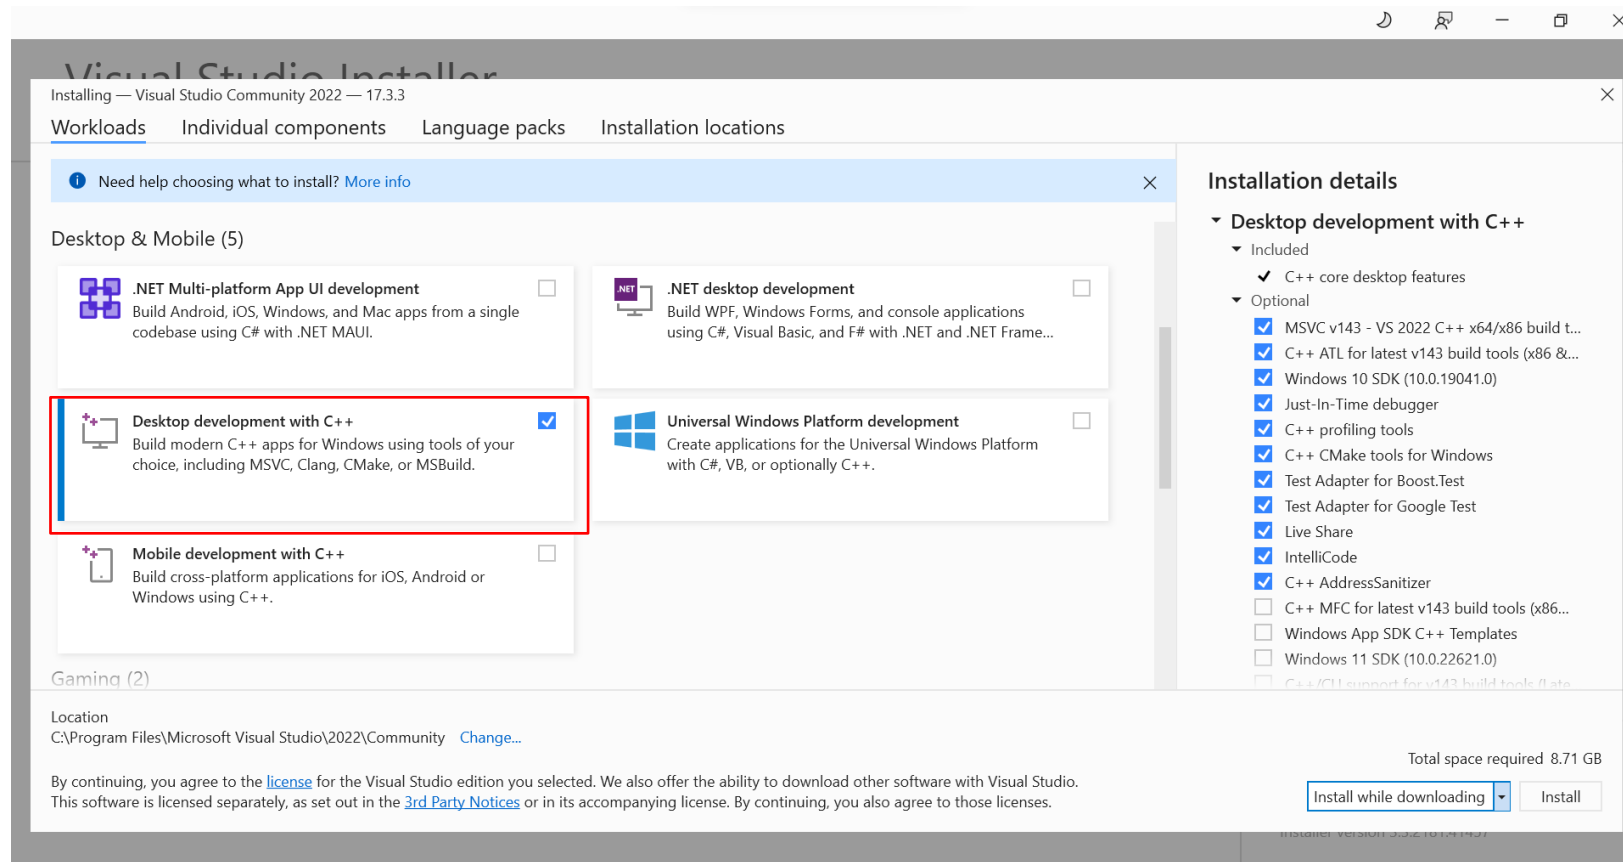 Visual Studio Installer
Installing — Visual Studio Community 2022 — 17.3.3
Workloads Individual components Language packs Installation locations
Need help choosing what to install? More info
Desktop & Mobile (5)
.NET Multi-platform App UI development
Build Android, iOS, Windows, and Mac apps from a single
codebase using C# with .NET MAUI.
.NET
.NET desktop development
Build WPF, Windows Forms, and console applications
using C#, Visual Basic, and F# with .NET and .NET Frame...
Desktop development with C++
Build modern C++ apps for Windows using tools of your
choice, including MSVC, Clang, CMake, or MSBuild.
Universal Windows Platform development
Create applications for the Universal Windows Platform
with C#, VB, or optionally C++.
Mobile development with C++
Build cross-platform applications for iOS, Android or
Windows using C++.
Gaming (2)
Installation details
Desktop development with C++
Included
C++ core desktop features
Optional
MSVC v143 - VS 2022 C++ x64/x86 build t...
C++ ATL for latest v143 build tools (x86 &...
Windows 10 SDK (10.0.19041.0)
Just-In-Time debugger
C++ profiling tools
C++ CMake tools for Windows
Test Adapter for Boost.Test
Test Adapter for Google Test
Live Share
IntelliCode
C++ AddressSanitizer
C++ MFC for latest v143 build tools (x86...
Windows App SDK C++ Templates
Windows 11 SDK (10.0.22621.0)
C++/CLI support for v143 build tools (Late
Location
C:\Program Files\Microsoft Visual Studio\2022\Community Change...
By continuing, you agree to the license for the Visual Studio edition you selected. We also offer the ability to download other software with Visual Studio.
This software is licensed separately, as set out in the 3rd Party Notices or in its accompanying license. By continuing, you also agree to those licenses.
Total space required 8.71 GB
Install while downloading Install
Installer version